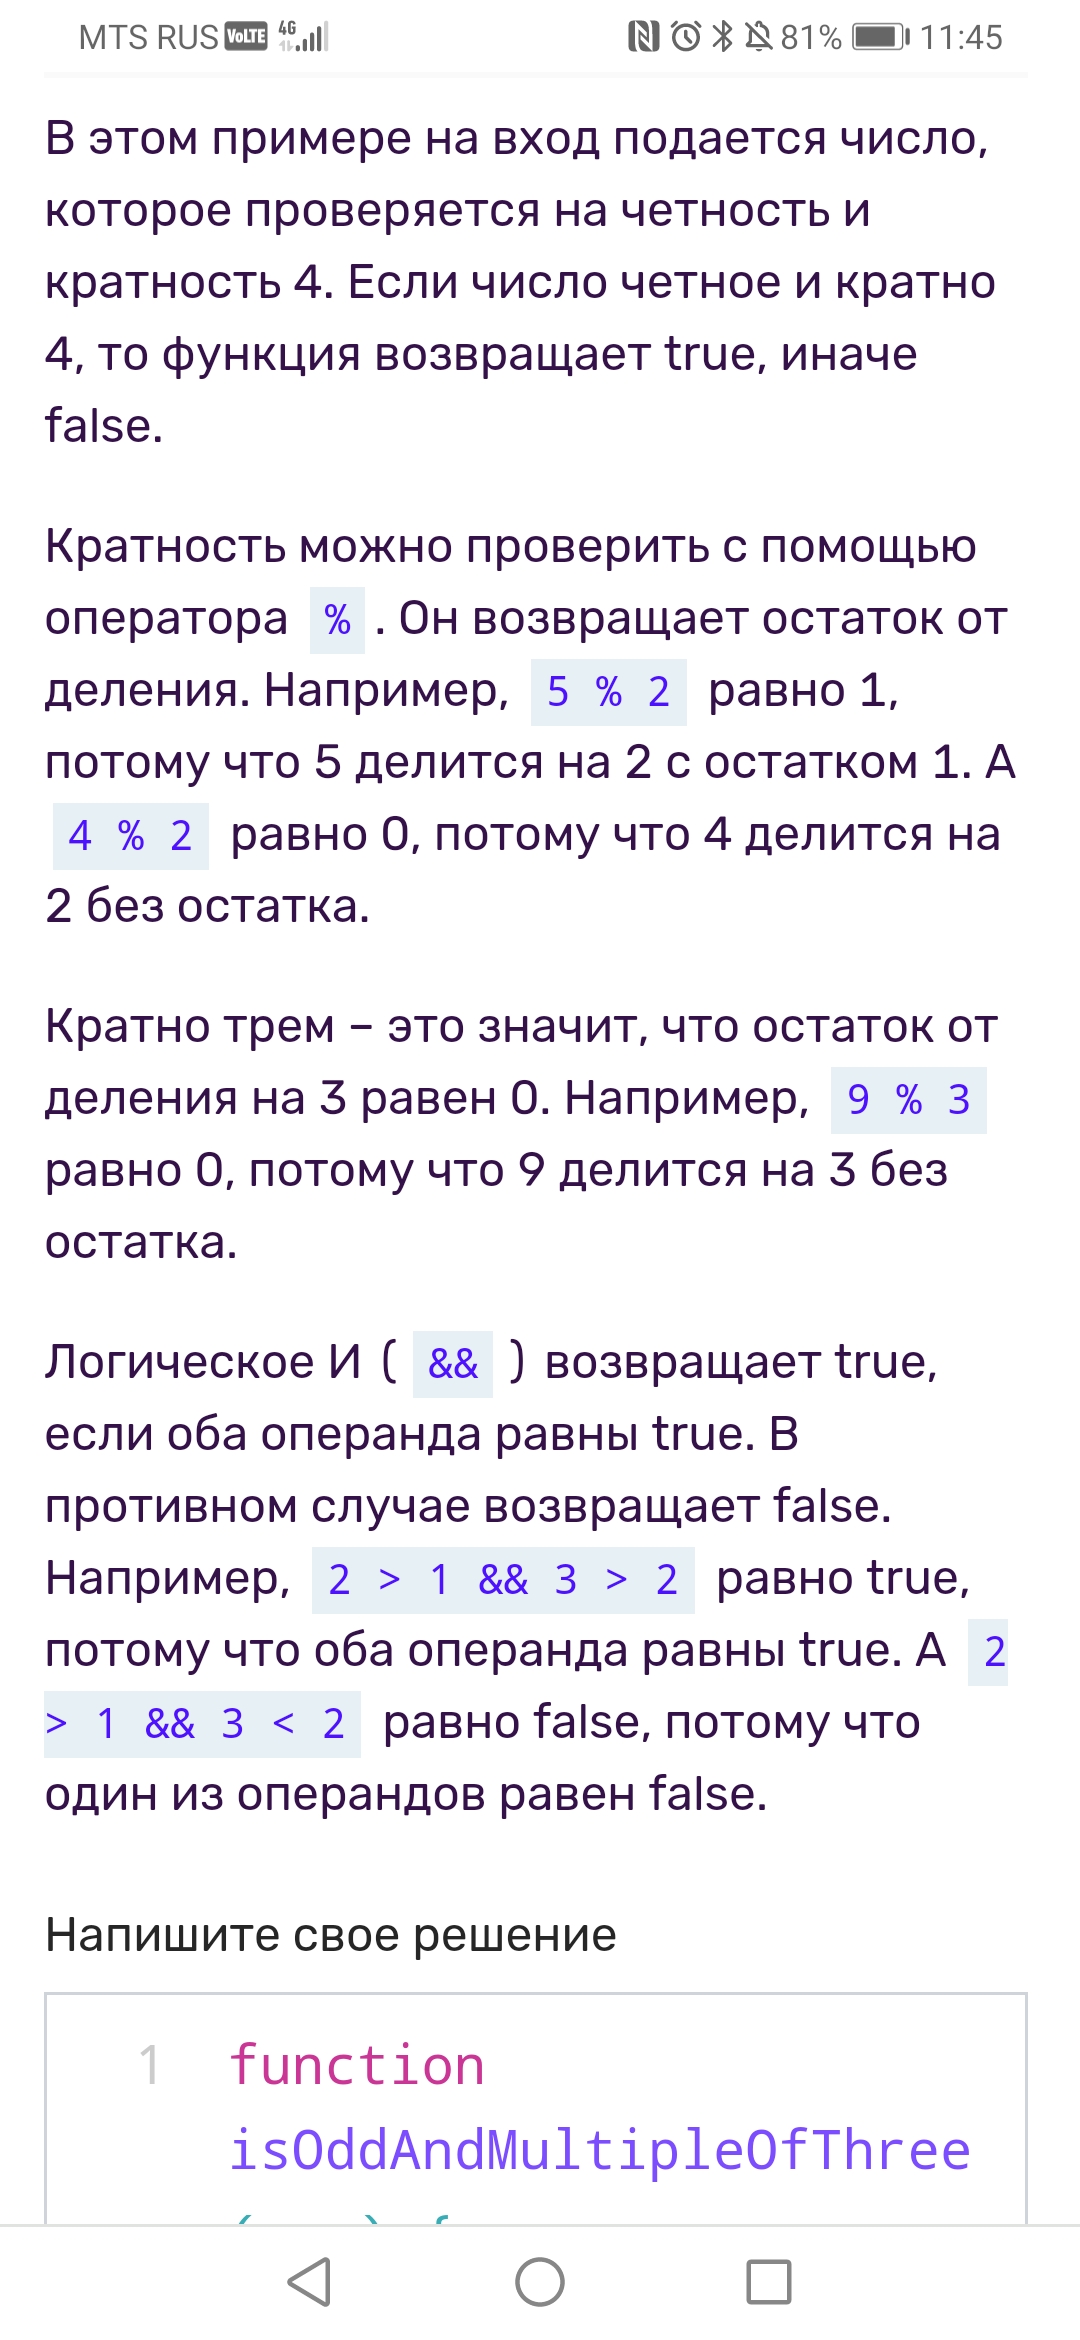 MTS RUS VoLTE 4G 81% 11:45
В этом примере на вход подается число,
которое проверяется на четность и
кратность 4. Если число четное и кратно
4, то функция возвращает true, иначе
false.
Кратность можно проверить с помощью
оператора % . Он возвращает остаток от
деления. Например, 5 % 2 равно 1,
потому что 5 делится на 2 с остатком 1. А
4 % 2 равно 0, потому что 4 делится на
2 без остатка.
Кратно трем – это значит, что остаток от
деления на 3 равен 0. Например, 9 % 3
равно 0, потому что 9 делится на 3 без
остатка.
Логическое И ( && ) возвращает true,
если оба операнда равны true. В
противном случае возвращает false.
Например, 2 > 1 && 3 > 2 равно true,
потому что оба операнда равны true. А 2
> 1 && 3 < 2 равно false, потому что
один из операндов равен false.
Напишите свое решение
1 function
isOddAndMultipleOfThree